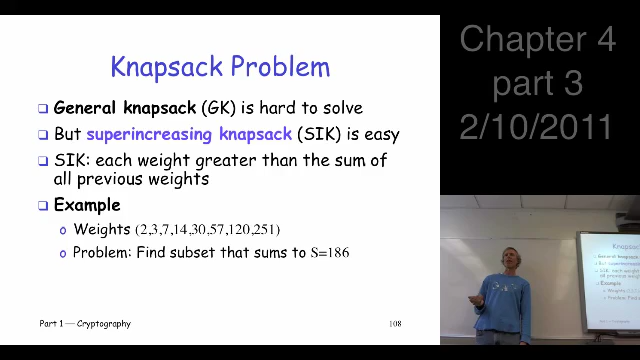 Knapsack Problem
❑ General knapsack (GK) is hard to solve
❑ But superincreasing knapsack (SIK) is easy
❑ SIK: each weight greater than the sum of
all previous weights
❑ Example
o Weights (2,3,7,14,30,57,120,251)
o Problem: Find subset that sums to S=186
Part 1 — Cryptography
108
Chapter 4
part 3
2/10/2011